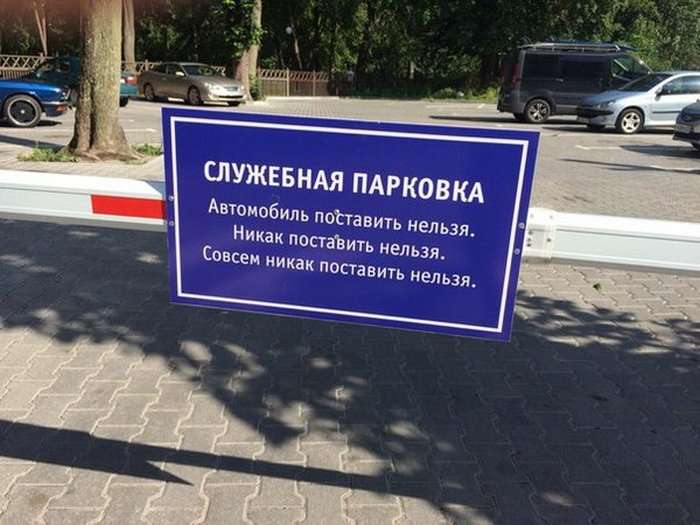 СЛУЖЕБНАЯ ПАРКОВКА
Автомобиль поставить нельзя.
Никак поставить нельзя.
Совсем никак поставить нельзя.